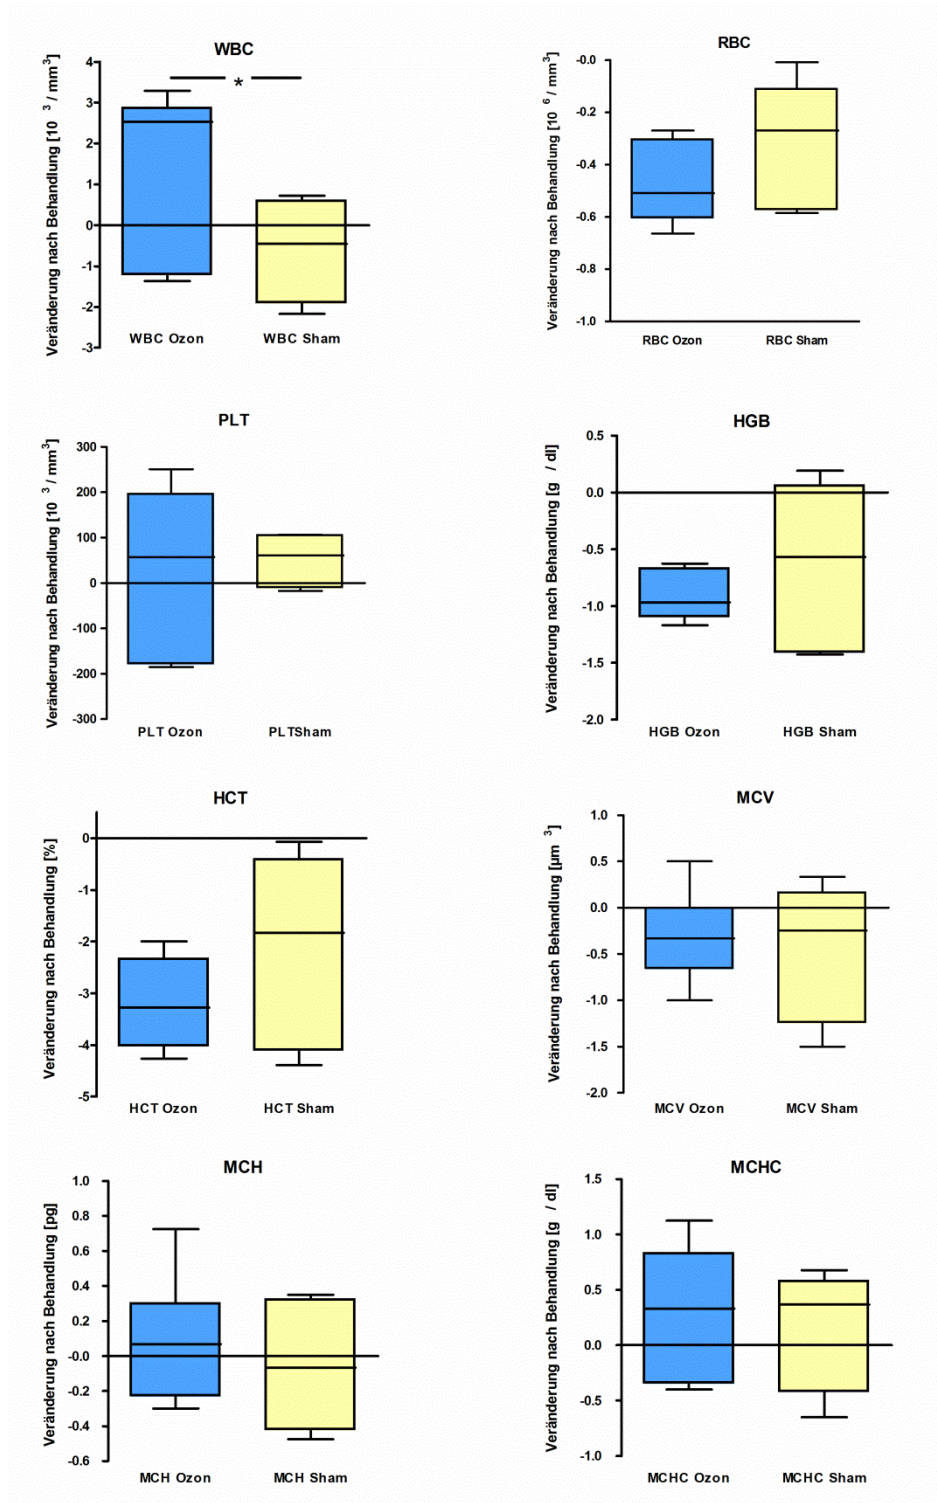 WBC
Veränderung nach Behandlung [10 3 / mm3]
4
3
2
1
0
-1
-2
-3
*
WBC Ozon WBC Sham
RBC
Veränderung nach Behandlung [10 6 / mm3]
-0.0
-0.2
-0.4
-0.6
-0.8
-1.0
RBC Ozon RBC Sham
PLT
Veränderung nach Behandlung [10 3 / mm3]
300
200
100
0
-100
-200
-300
PLT Ozon PLTSham
HGB
Veränderung nach Behandlung [g / dl]
0.5
0.0
-0.5
-1.0
-1.5
-2.0
HGB Ozon HGB Sham
HCT
Veränderung nach Behandlung [%]
0
-1
-2
-3
-4
-5
HCT Ozon HCT Sham
MCV
Veränderung nach Behandlung [µm 3]
1.0
0.5
0.0
-0.5
-1.0
-1.5
-2.0
MCV Ozon MCV Sham
MCH
Veränderung nach Behandlung [pg]
1.0
0.8
0.6
0.4
0.2
-0.0
-0.2
-0.4
-0.6
MCH Ozon MCH Sham
MCHC
Veränderung nach Behandlung [g / dl]
1.5
1.0
0.5
0.0
-0.5
-1.0
MCHC Ozon MCHC Sham